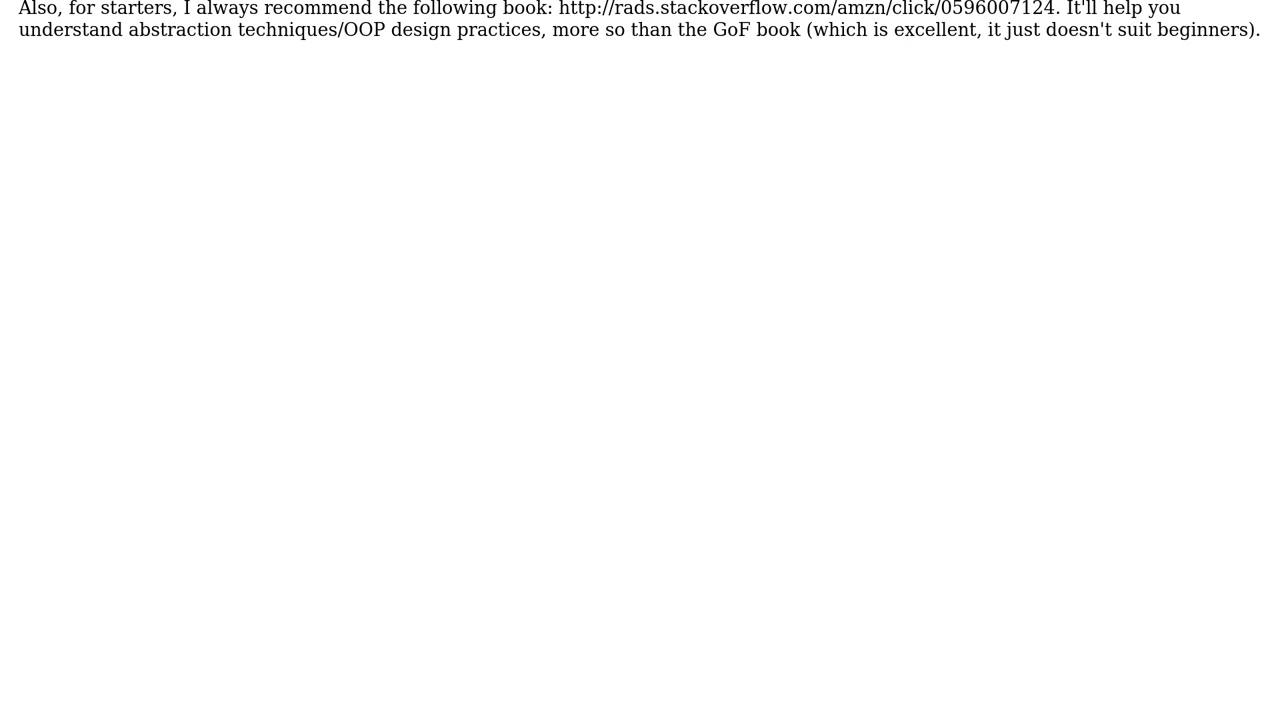 Also, for starters, I always recommend the following book: http://rads.stackoverflow.com/amzn/click/0596007124. It'll help you
understand abstraction techniques/OOP design practices, more so than the GoF book (which is excellent, it just doesn't suit beginners).